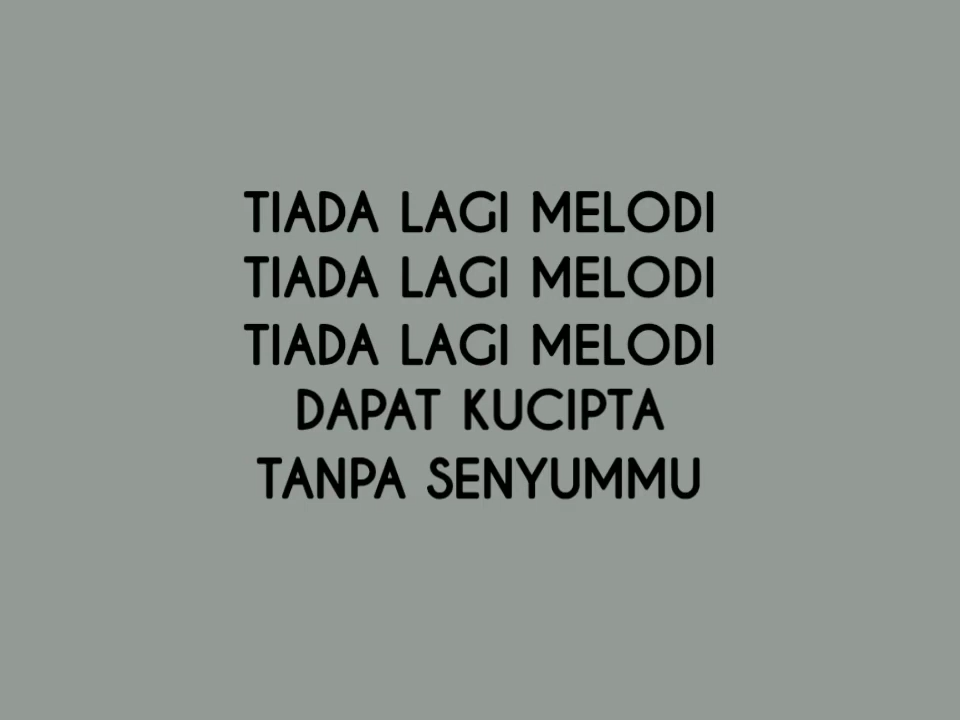 TIADA LAGI MELODI
TIADA LAGI MELODI
TIADA LAGI MELODI
DAPAT KUCIPTA
TANPA SENYUMMU